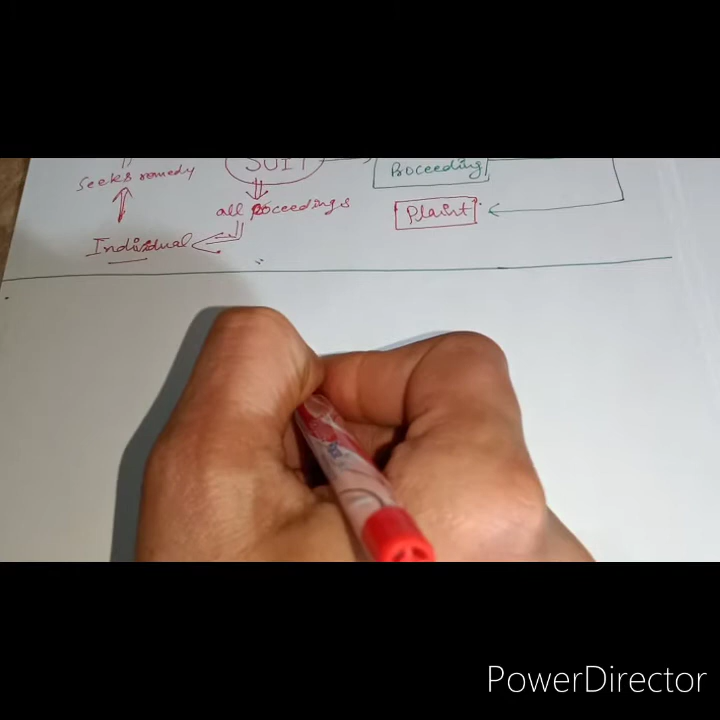 SUIT
Seeks remedy
Proceeding
all proceedings
Plaint
Individual
PowerDirector